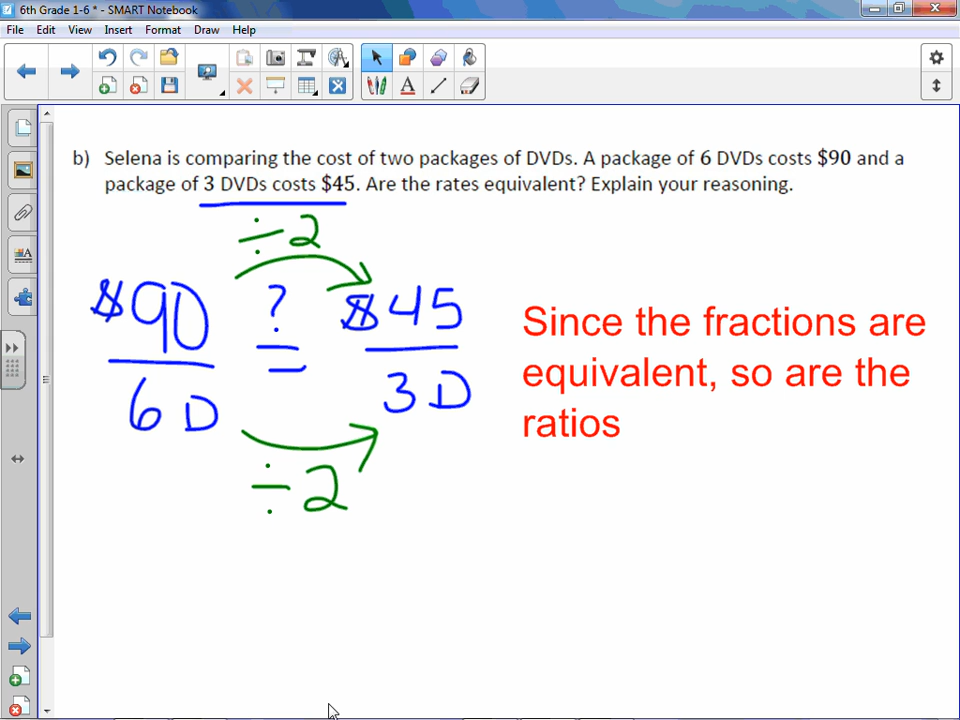 6th Grade 1-6 * - SMART Notebook
File Edit View Insert Format Draw Help
b) Selena is comparing the cost of two packages of DVDs. A package of 6 DVDs costs $90 and a
package of 3 DVDs costs $45. Are the rates equivalent? Explain your reasoning.
÷2
$90 ? $45
=
6 D 3 D
÷2
Since the fractions are
equivalent, so are the
ratios